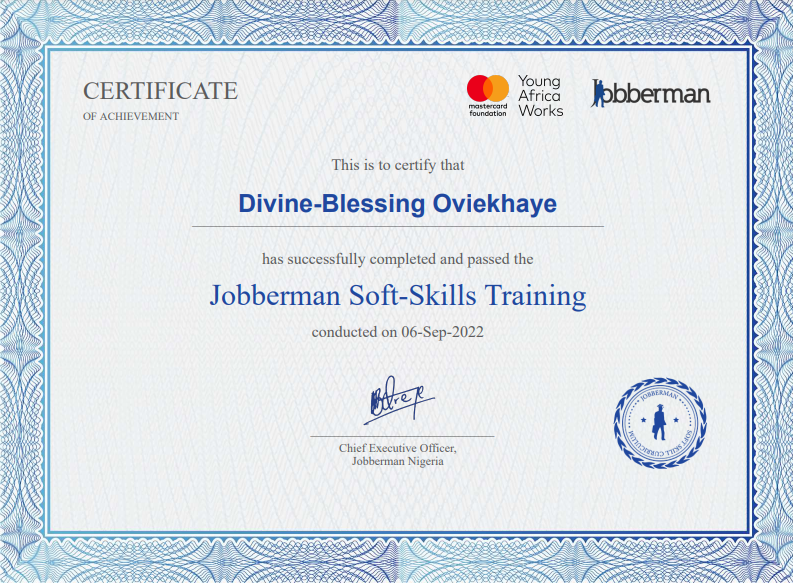 CERTIFICATE
OF ACHIEVEMENT
mastercard
foundation
Young
Africa
Works
Jobberman
This is to certify that
Divine-Blessing Oviekhaye
has successfully completed and passed the
Jobberman Soft-Skills Training
conducted on 06-Sep-2022
Chief Executive Officer,
Jobberman Nigeria
JOBBERMAN
SOFT SKILL CURRICULUM